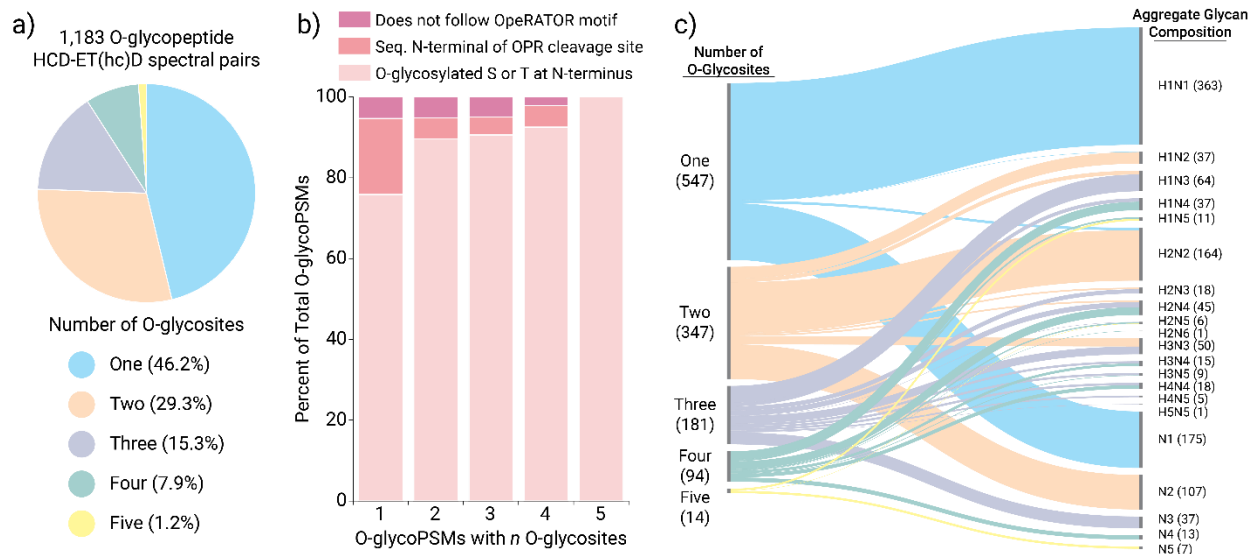 a)
1,183 O-glycopeptide
HCD-ET(hc)D spectral pairs
Number of O-glycosites
One (46.2%)
Two (29.3%)
Three (15.3%)
Four (7.9%)
Five (1.2%)
b)
Does not follow OpeRATOR motif
Seq. N-terminal of OPR cleavage site
O-glycosylated S or T at N-terminus
Percent of Total O-glycoPSMs
100
80
60
40
20
0
1 2 3 4 5
O-glycoPSMs with n O-glycosites
c)
Number of
O-Glycosites
One
(547)
Two
(347)
Three
(181)
Four
(94)
Five
(14)
Aggregate Glycan
Composition
H1N1 (363)
H1N2 (37)
H1N3 (64)
H1N4 (37)
H1N5 (11)
H2N2 (164)
H2N3 (18)
H2N4 (45)
H2N5 (6)
H2N6 (1)
H3N3 (50)
H3N4 (15)
H3N5 (9)
H4N4 (18)
H4N5 (5)
H5N5 (1)
N1 (175)
N2 (107)
N3 (37)
N4 (13)
N5 (7)